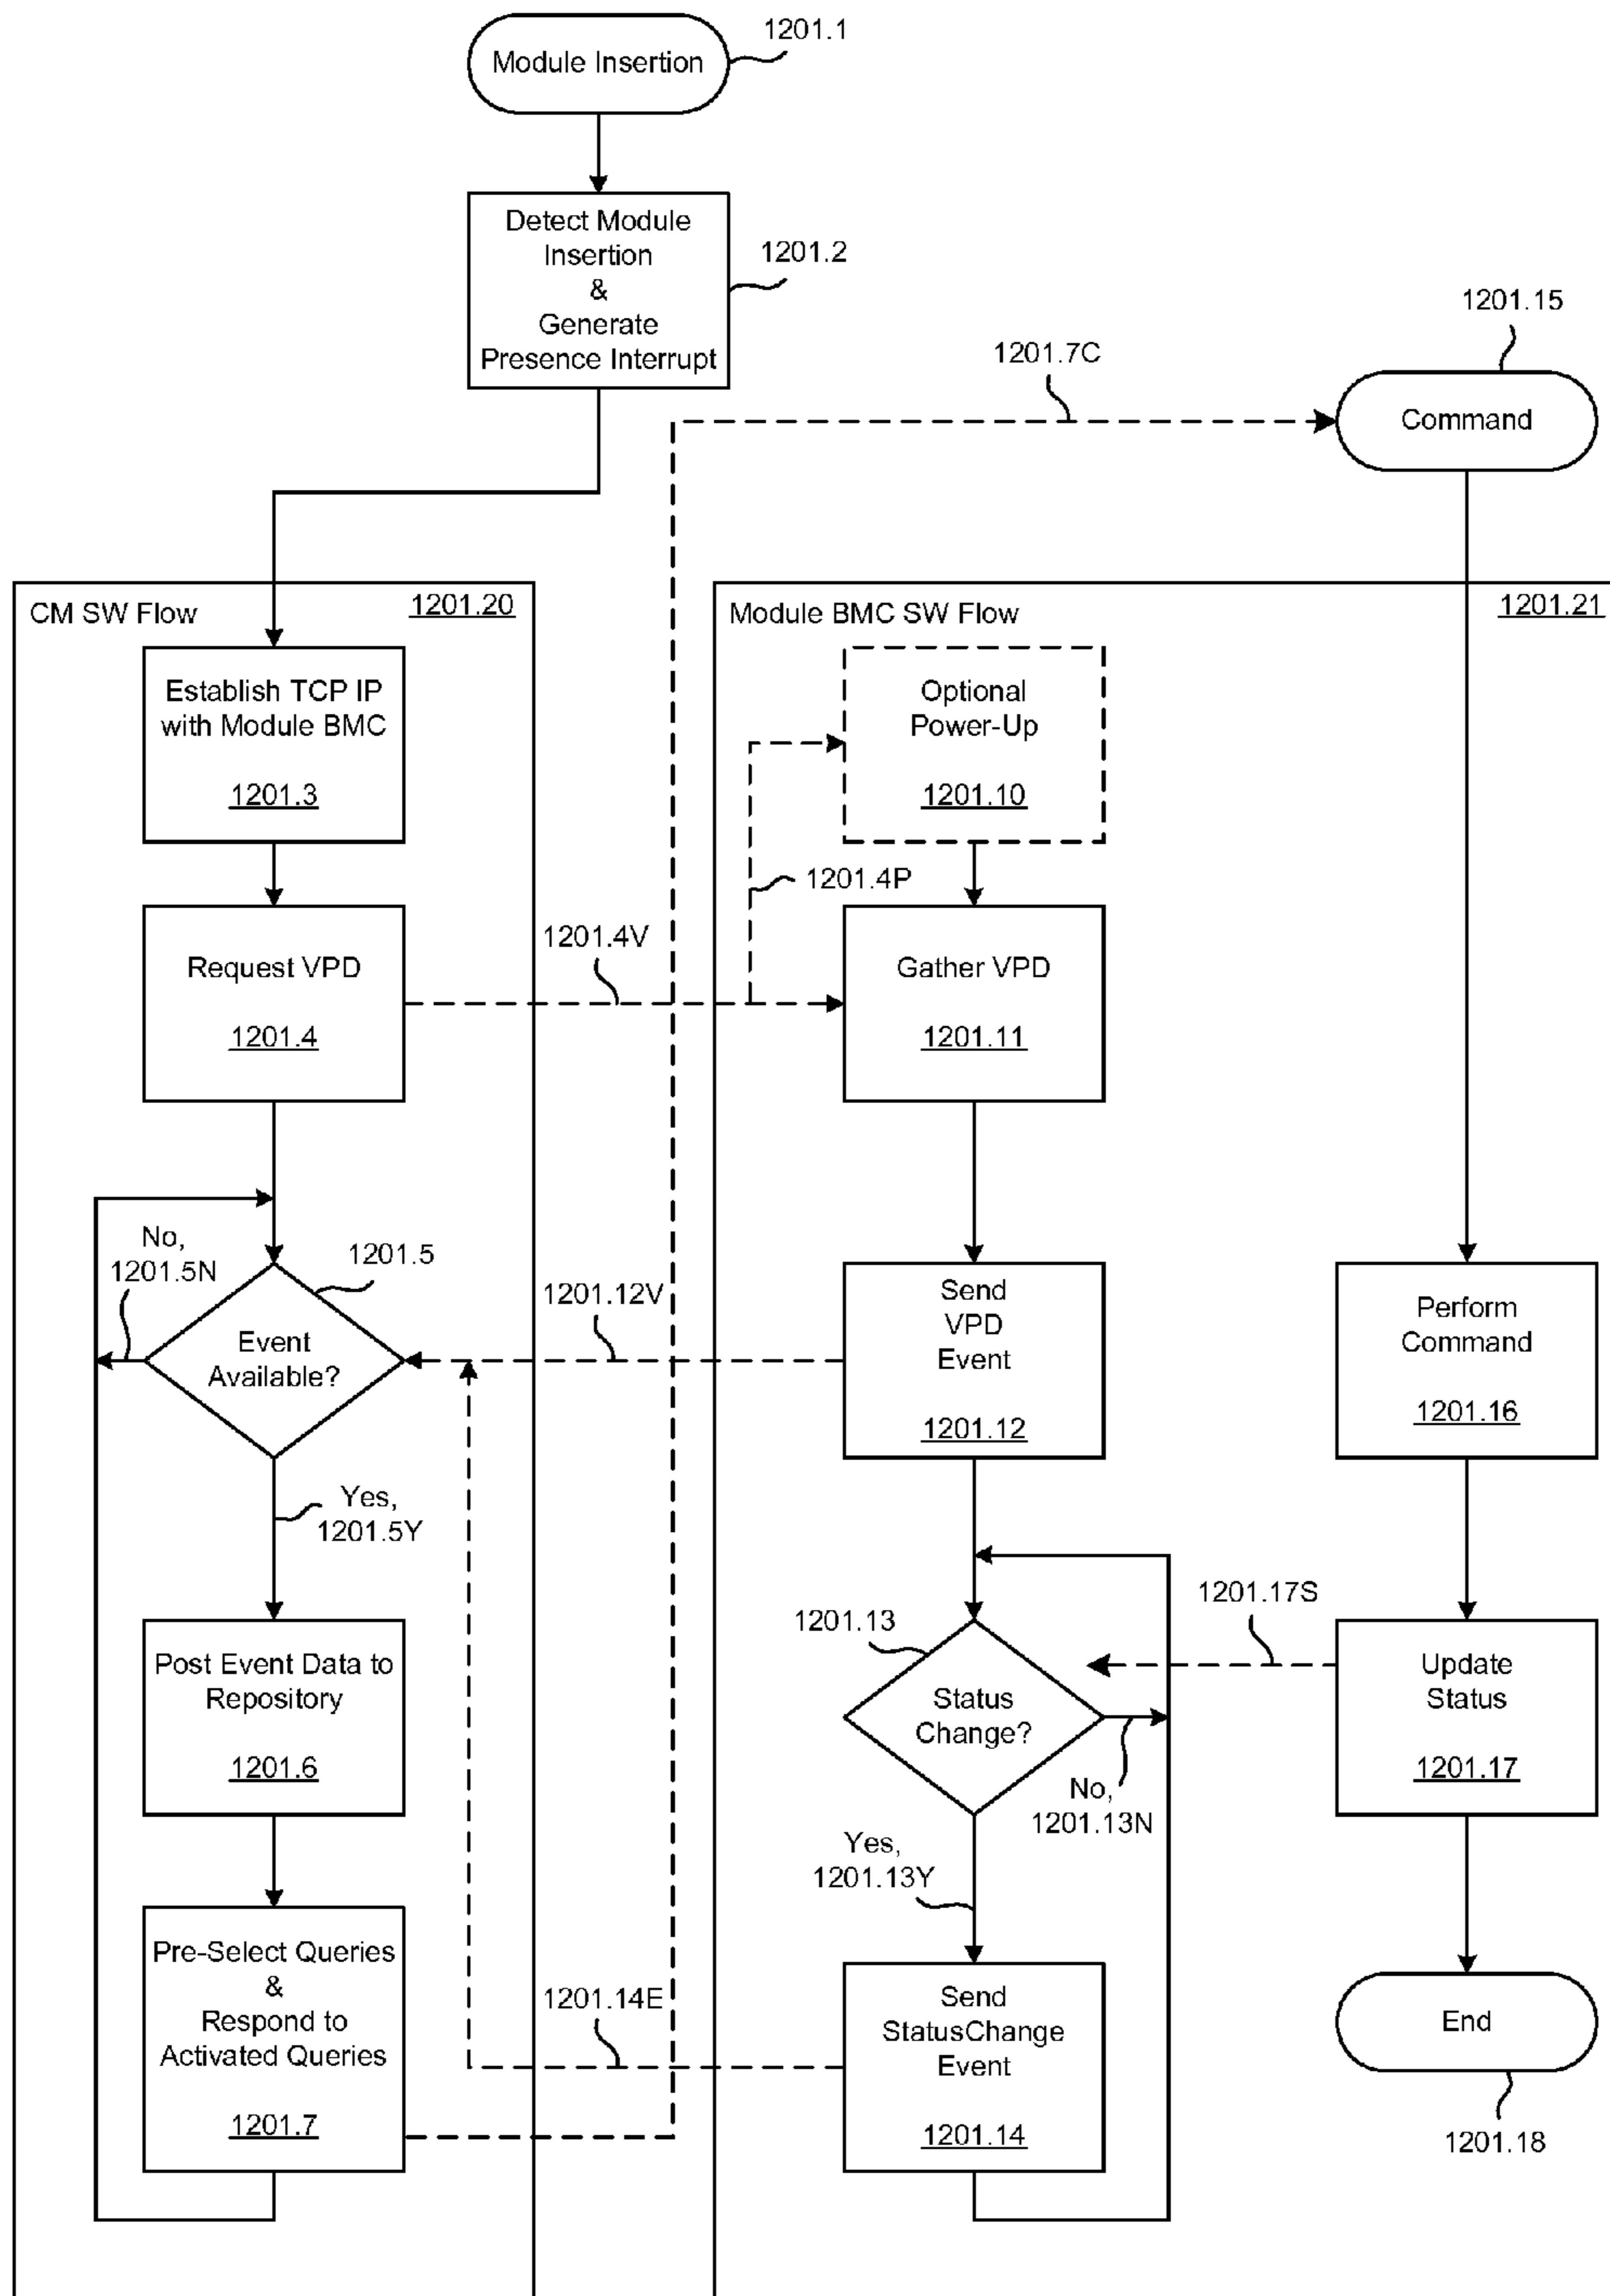 1201.1
Module Insertion
Detect Module
Insertion
&
Generate
Presence Interrupt
1201.2
1201.15
1201.7C
Command
CM SW Flow
1201.20
Module BMC SW Flow
1201.21
Establish TCP IP
with Module BMC
1201.3
Optional
Power-Up
1201.10
1201.4P
1201.4V
Request VPD
1201.4
Gather VPD
1201.11
No,
1201.5N
1201.5
Event
Available?
1201.12V
Send
VPD
Event
1201.12
Perform
Command
1201.16
Yes,
1201.5Y
Post Event Data to
Repository
1201.6
1201.13
Status
Change?
1201.17S
Update
Status
1201.17
No,
1201.13N
Yes,
1201.13Y
Pre-Select Queries
&
Respond to
Activated Queries
1201.7
1201.14E
Send
StatusChange
Event
1201.14
End
1201.18